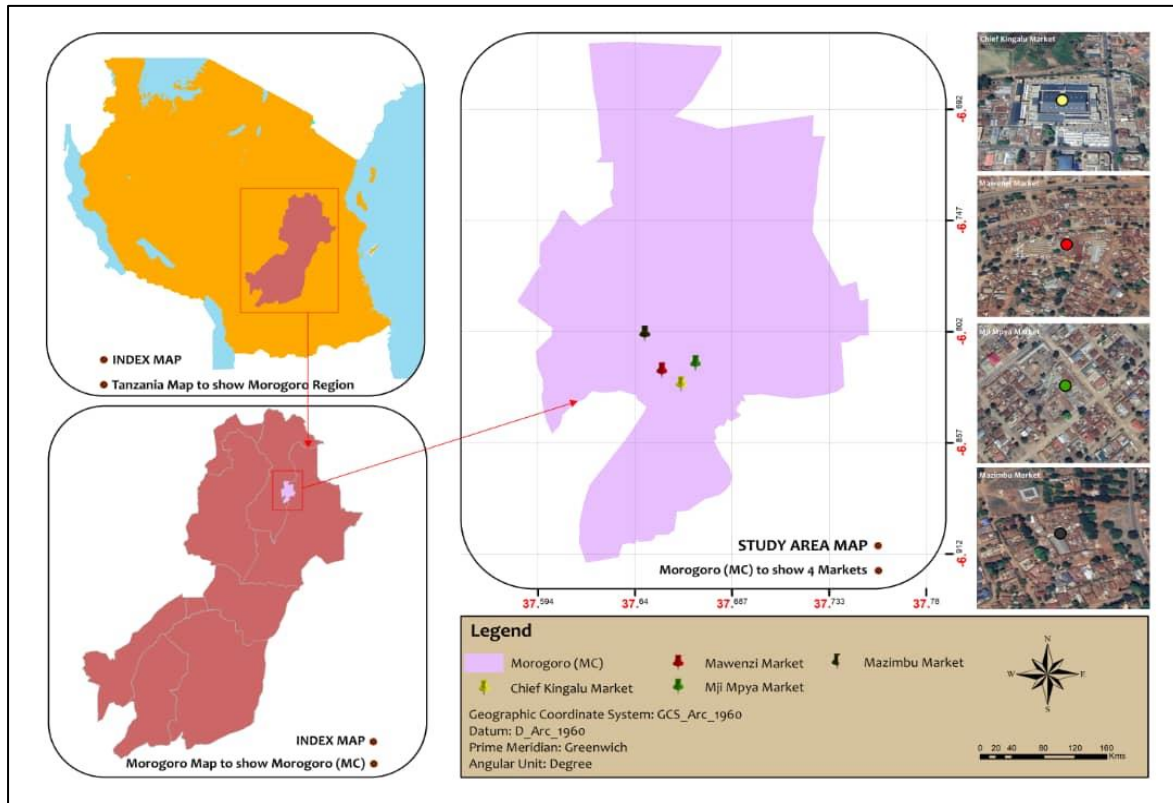 INDEX MAP
Tanzania Map to show Morogoro Region
INDEX MAP
Morogoro Map to show Morogoro (MC)
STUDY AREA MAP
Morogoro (MC) to show 4 Markets
-6.692
-6.747
-6.802
-6.857
-6.912
37.594
37.64
37.687
37.733
37.78
Chief Kingalu Market
Mawenzi Market
Mji Mpya Market
Mazimbu Market
Legend
Morogoro (MC)
Mawenzi Market
Mazimbu Market
Chief Kingalu Market
Mji Mpya Market
Geographic Coordinate System: GCS_Arc_1960
Datum: D_Arc_1960
Prime Meridian: Greenwich
Angular Unit: Degree
N
W
E
S
0 20 40 80 120 160
Kms